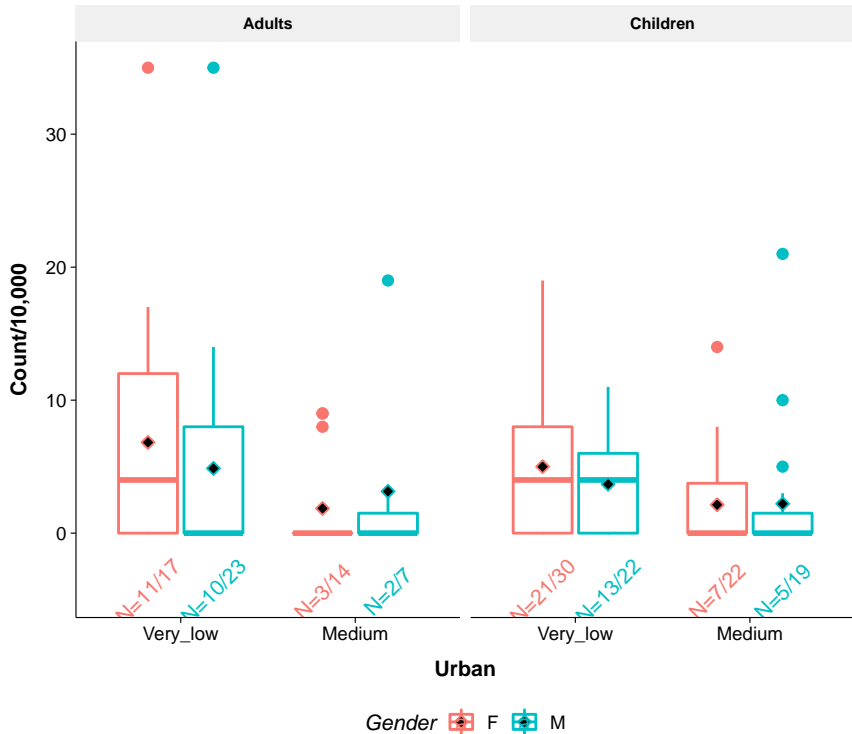 Adults Children
Count/10,000
30
20
10
0
N=11/17 N=10/23 N=3/14 N=2/7 N=21/30 N=13/22 N=7/22 N=5/19
Very_low Medium Very_low Medium
Urban
Gender F M